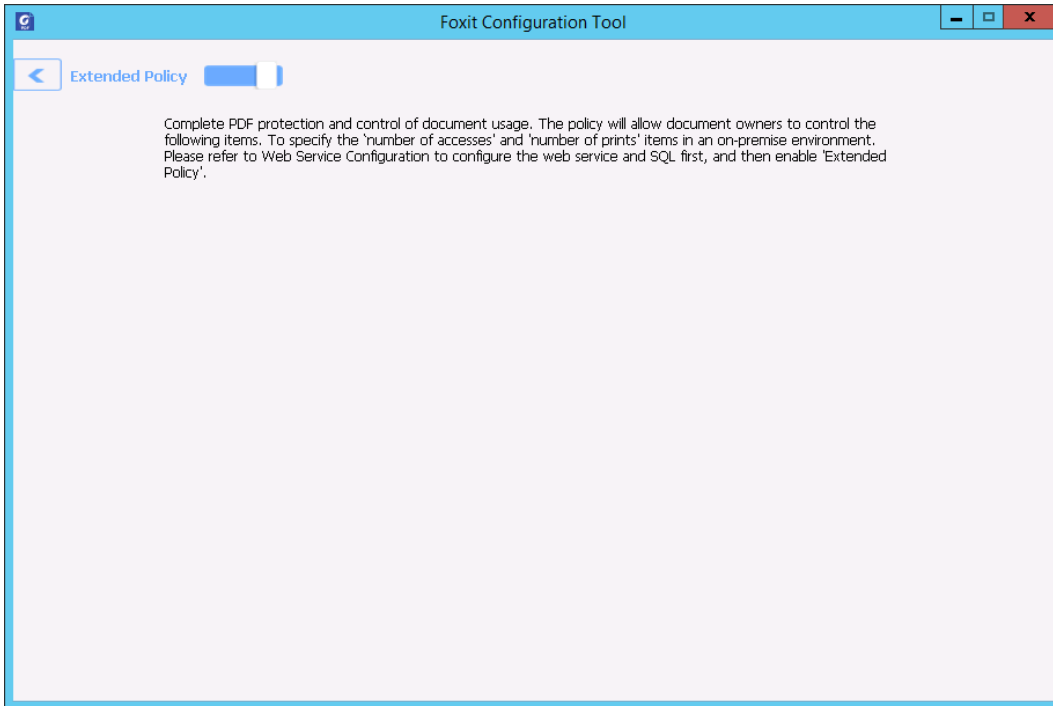 Foxit Configuration Tool
Extended Policy
Complete PDF protection and control of document usage. The policy will allow document owners to control the
following items. To specify the `number of accesses' and 'number of prints' items in an on-premise environment.
Please refer to Web Service Configuration to configure the web service and SQL first, and then enable 'Extended
Policy'.